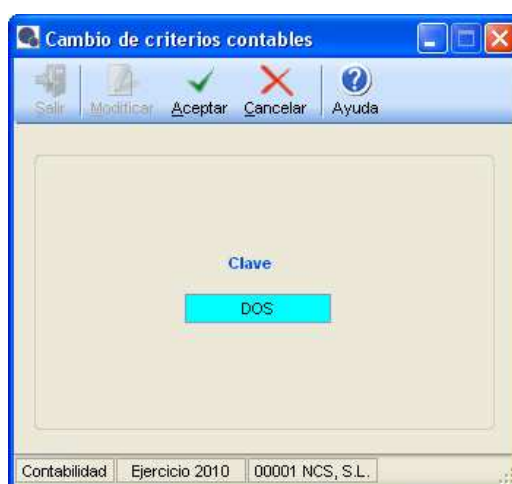 Cambio de criterios contables
Salir Modificar Aceptar Cancelar Ayuda
Clave
DOS
Contabilidad Ejercicio 2010 00001 NCS, S.L.